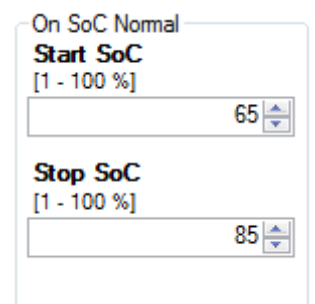 On SoC Normal
Start SoC
[1 - 100 %]
65
Stop SoC
[1 - 100 %]
85